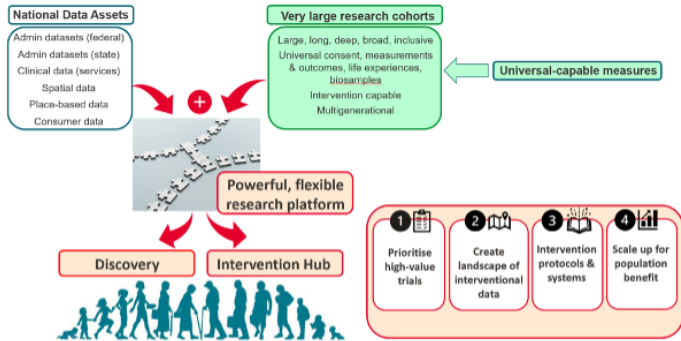 National Data Assets
Admin datasets (federal)
Admin datasets (state)
Clinical data (services)
Spatial data
Place-based data
Consumer data
Very large research cohorts
Large, long, deep, broad, inclusive
Universal consent, measurements
& outcomes, life experiences,
biosamples
Intervention capable
Multigenerational
Universal-capable measures
+
Powerful, flexible
research platform
Discovery
Intervention Hub
1
Prioritise
high-value
trials
2
Create
landscape of
interventional
data
3
Intervention
protocols &
systems
4
Scale up for
population
benefit